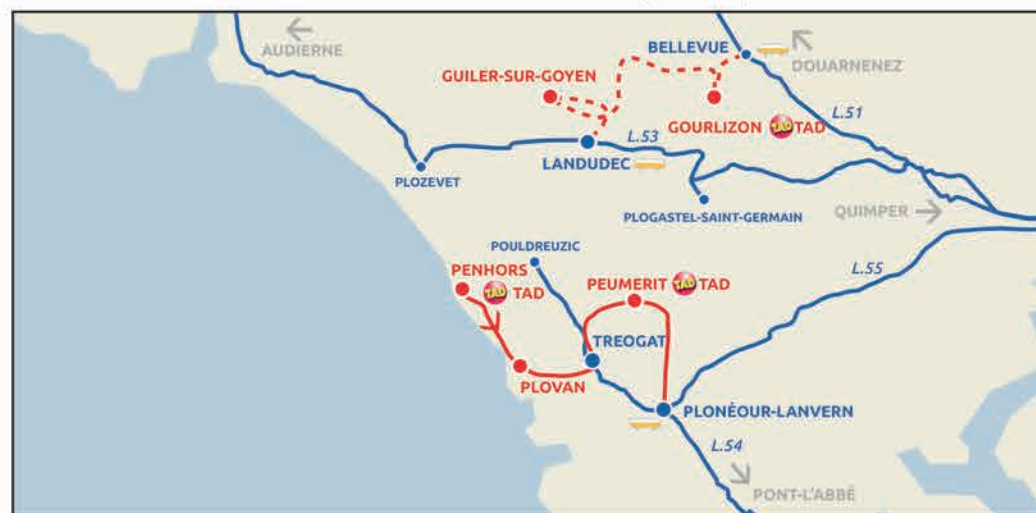 AUDIERNE
BELLEVUE
DOUARNENEZ
GUILER-SUR-GOYEN
L.51
GOURLIZON TAD TAD
L.53
LANDUDEC
PLOZEVET
PLOGASTEL-SAINT-GERMAIN
QUIMPER
POULDREUZIC
L.55
PENHORS
TAD TAD
PEUMERIT TAD TAD
TREOGAT
PLOVAN
PLONÉOUR-LANVERN
L.54
PONT-L'ABBÉ